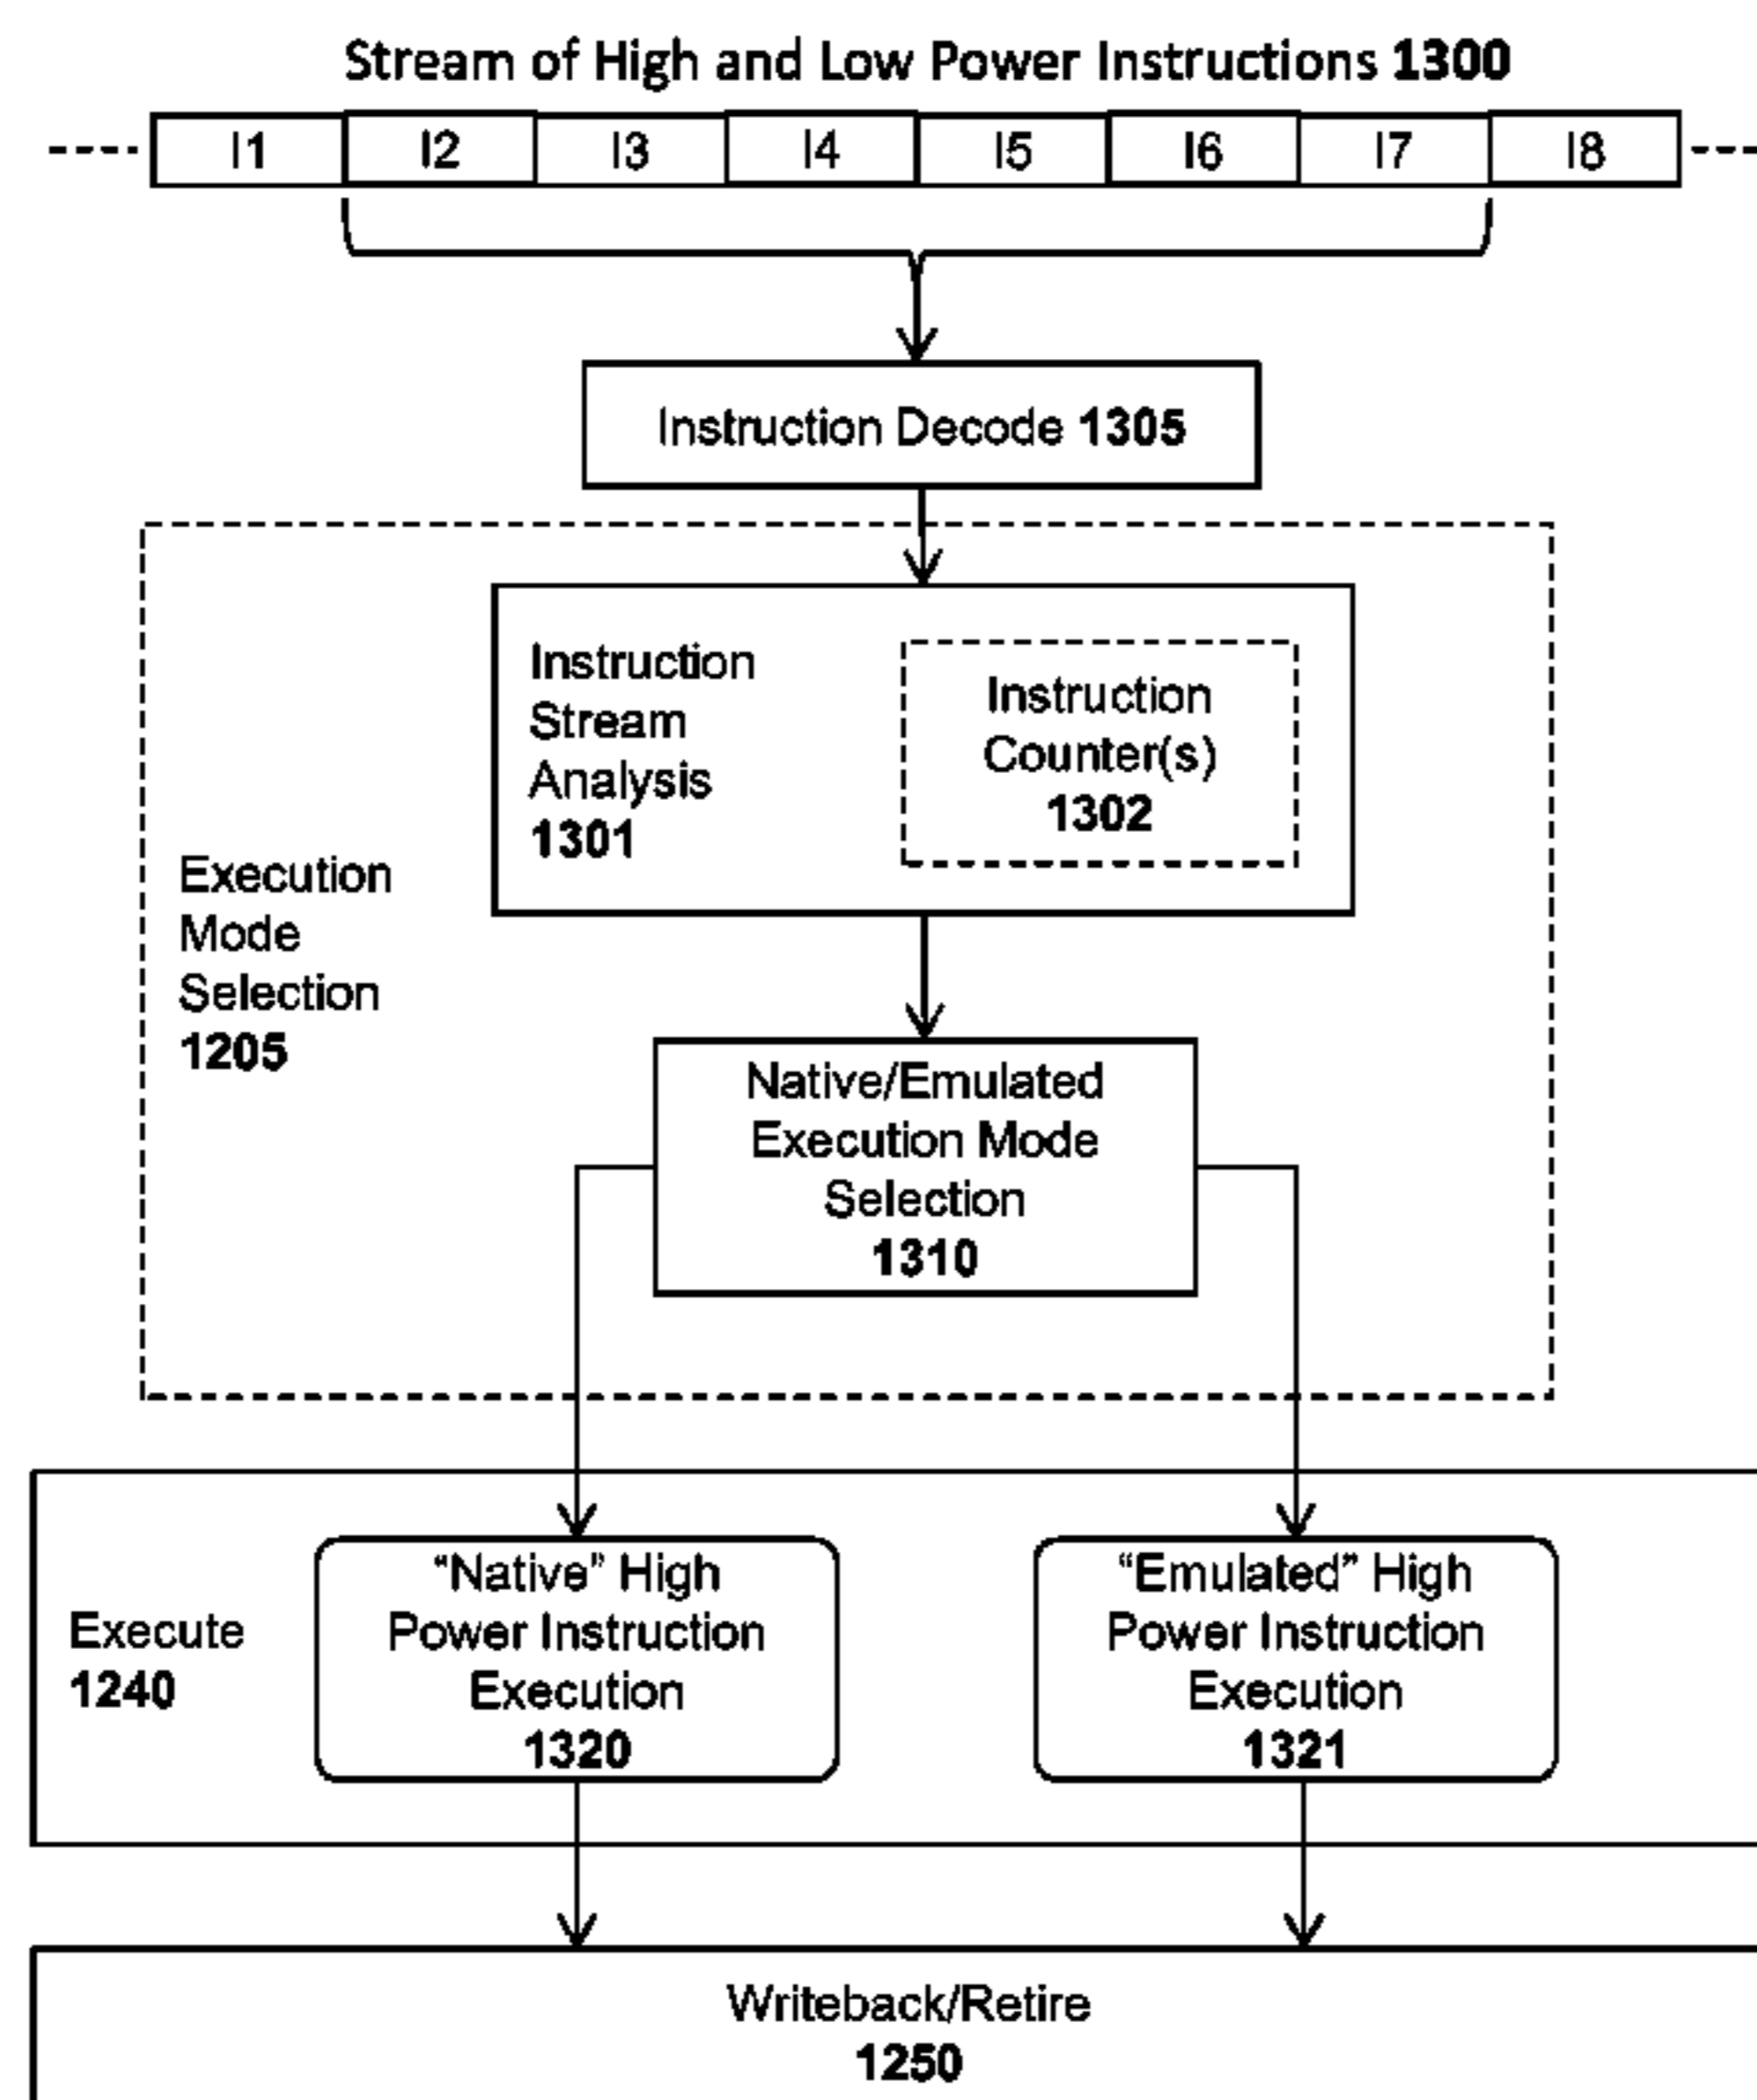 Stream of High and Low Power Instructions 1300
I1 I2 I3 I4 I5 I6 I7 I8
Instruction Decode 1305
Instruction
Stream
Analysis
1301
Instruction
Counter(s)
1302
Execution
Mode
Selection
1205
Native/Emulated
Execution Mode
Selection
1310
Execute
1240
“Native” High
Power Instruction
Execution
1320
“Emulated” High
Power Instruction
Execution
1321
Writeback/Retire
1250